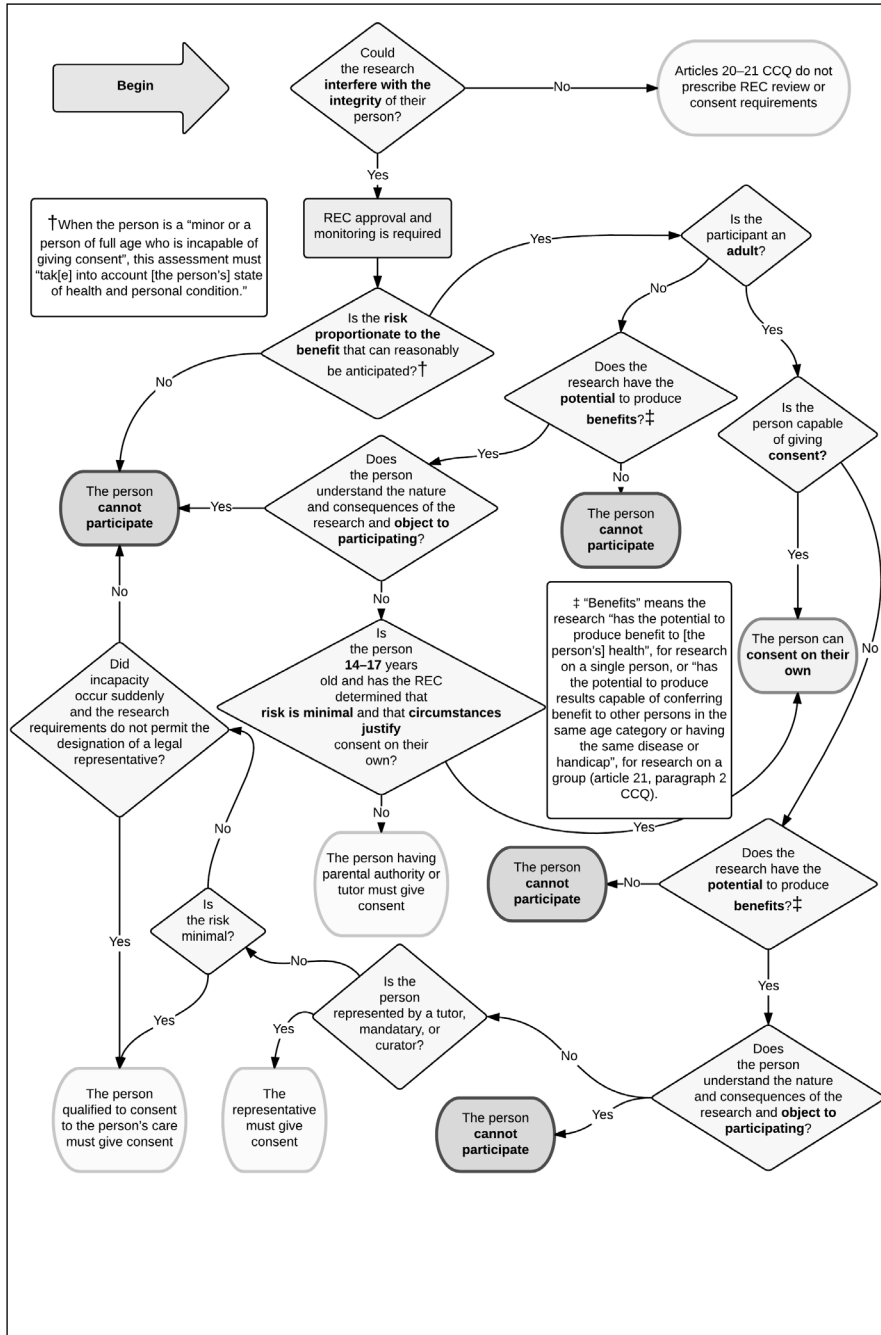 Begin
Could
the research
interfere with the
integrity of their
person?
No
Articles 20–21 CCQ do not
prescribe REC review or
consent requirements
Yes
†When the person is a “minor or a
person of full age who is incapable of
giving consent”, this assessment must
“tak[e] into account [the person’s] state
of health and personal condition.”
REC approval and
monitoring is required
Yes
Is the
participant an
adult?
No
Yes
Is the risk
proportionate to the
benefit that can reasonably
be anticipated?†
No
Does the
research have the
potential to produce
benefits?‡
Is the
person capable
of giving
consent?
Yes
No
The person
cannot
participate
Yes
Does
the person
understand the nature
and consequences of the
research and object to
participating?
The person
cannot
participate
Yes
No
No
No
‡ “Benefits” means the
research “has the potential to
produce benefit to [the
person’s] health”, for research
on a single person, or “has
the potential to produce
results capable of conferring
benefit to other persons in the
same age category or having
the same disease or
handicap”, for research on a
group (article 21, paragraph 2
CCQ).
The person can
consent on their
own
Did
incapacity
occur suddenly
and the research
requirements do not permit the
designation of a legal
representative?
Is
the person
14–17 years
old and has the REC
determined that
risk is minimal and that circumstances
justify
consent on their
own?
No
Yes
No
The person having
parental authority or
tutor must give
consent
The person
cannot
participate
No
Does the
research have the
potential to produce
benefits?‡
Is
the risk
minimal?
Yes
No
Yes
Is the
person
represented by a tutor,
mandatary, or
curator?
Yes
Yes
No
Does
the person
understand the nature
and consequences of the
research and object to
participating?
The person
qualified to consent
to the person’s care
must give consent
The
representative
must give
consent
The person
cannot
participate
Yes